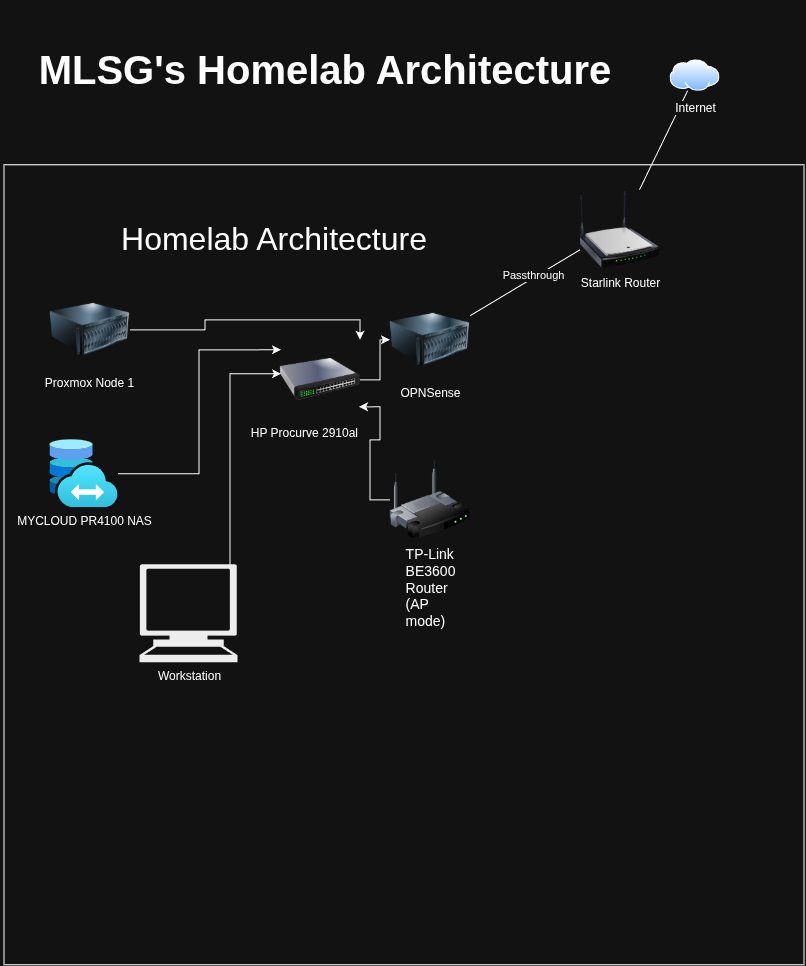 MLSG's Homelab Architecture
Internet
Homelab Architecture
Passthrough
Starlink Router
Proxmox Node 1
OPNSense
HP Procurve 2910al
MYCLOUD PR4100 NAS
TP-Link
BE3600
Router
(AP
mode)
Workstation